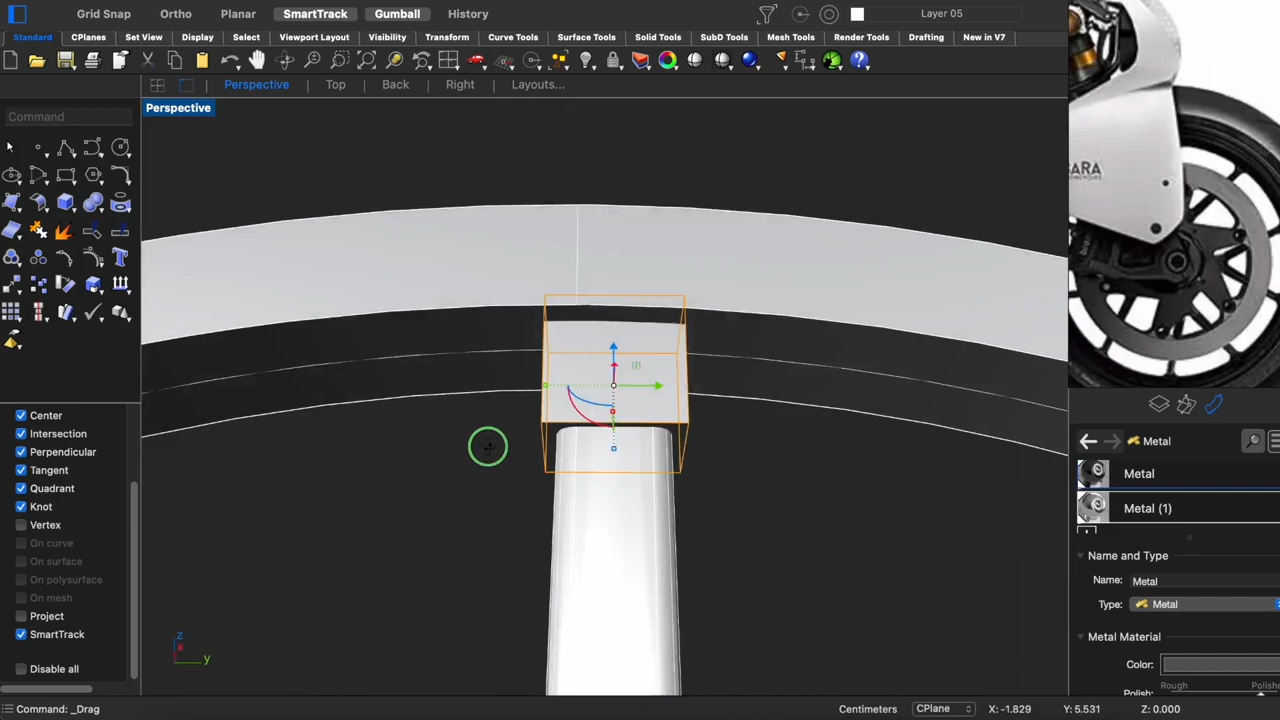 Grid Snap Ortho Planar SmartTrack Gumball History Layer 05
Standard CPlanes Set View Display Select Viewport Layout Visibility Transform Curve Tools Surface Tools Solid Tools SubD Tools Mesh Tools Render Tools Drafting New in V7
Perspective Top Back Right Layouts...
Perspective
Command
SARA
Center
Intersection
Perpendicular
Tangent
Quadrant
Knot
Vertex
On curve
On surface
On polysurface
On mesh
Project
SmartTrack
Disable all
z
x
y
Metal
Metal
Metal (1)
Name and Type
Name: Metal
Type: Metal
Metal Material
Color:
Rough Polishe
Polish:
Command: _Drag Centimeters CPlane X: -1.829 Y: 5.531 Z: 0.000